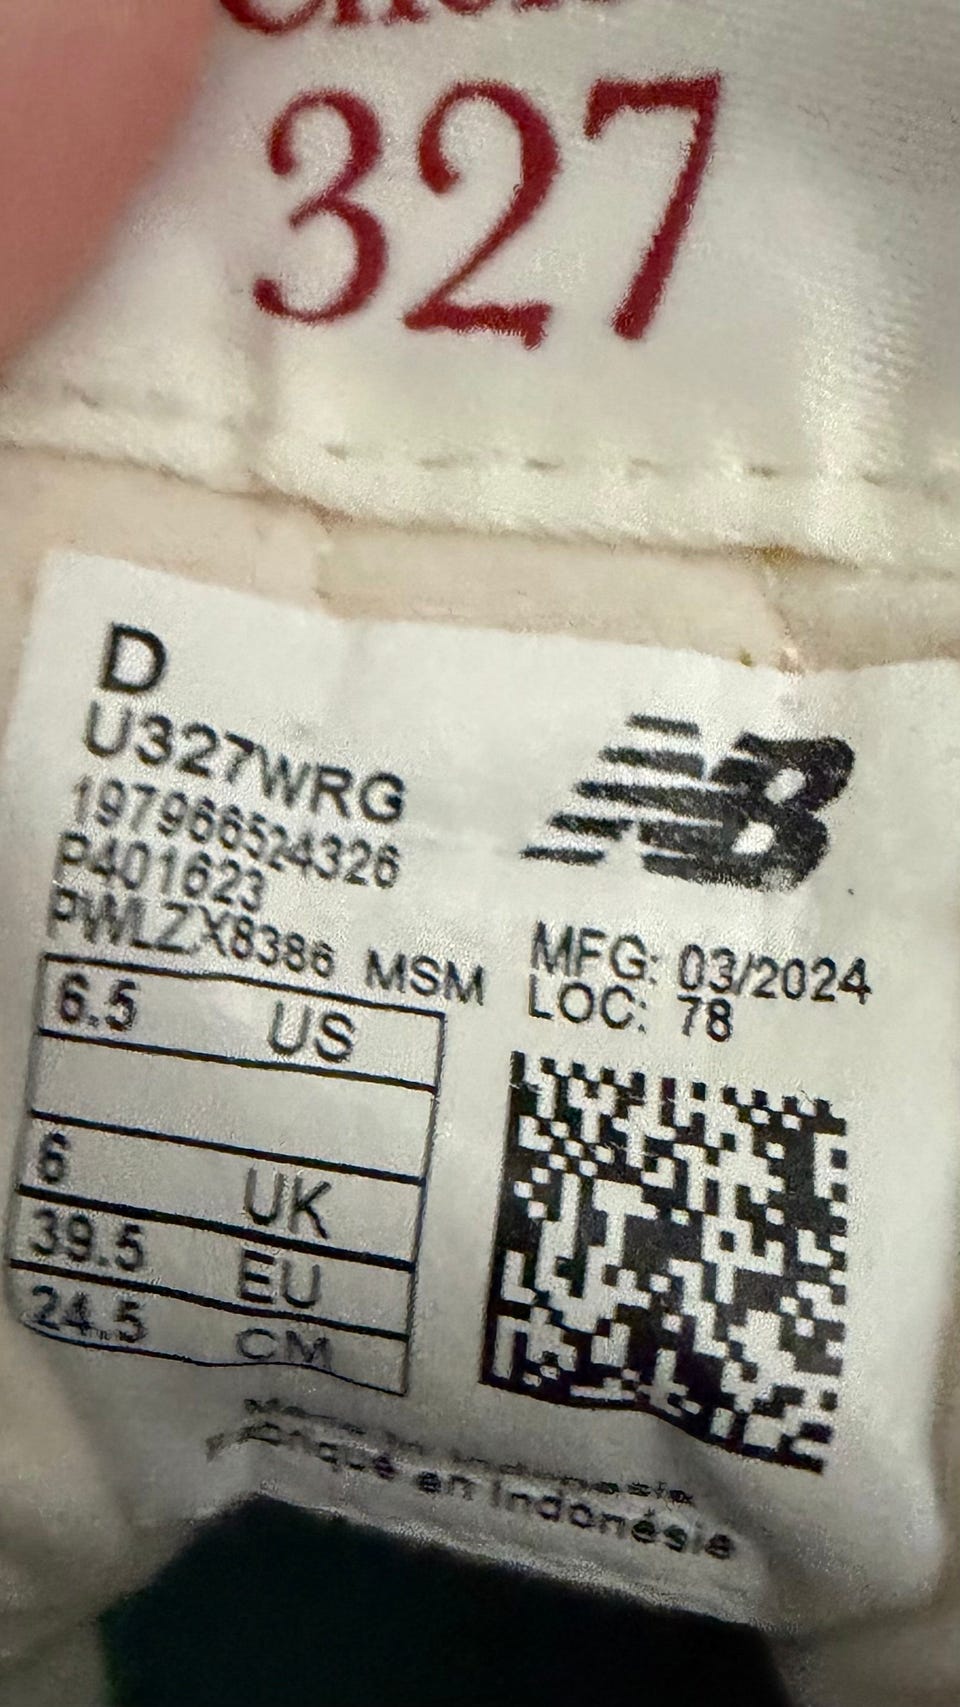 327
D
U327WRG
197966524326
P401623
PWLZX8386 MSM
NB
MFG: 03/2024
LOC: 78
6.5 US
6 UK
39.5 EU
24.5 CM
en Indonésie